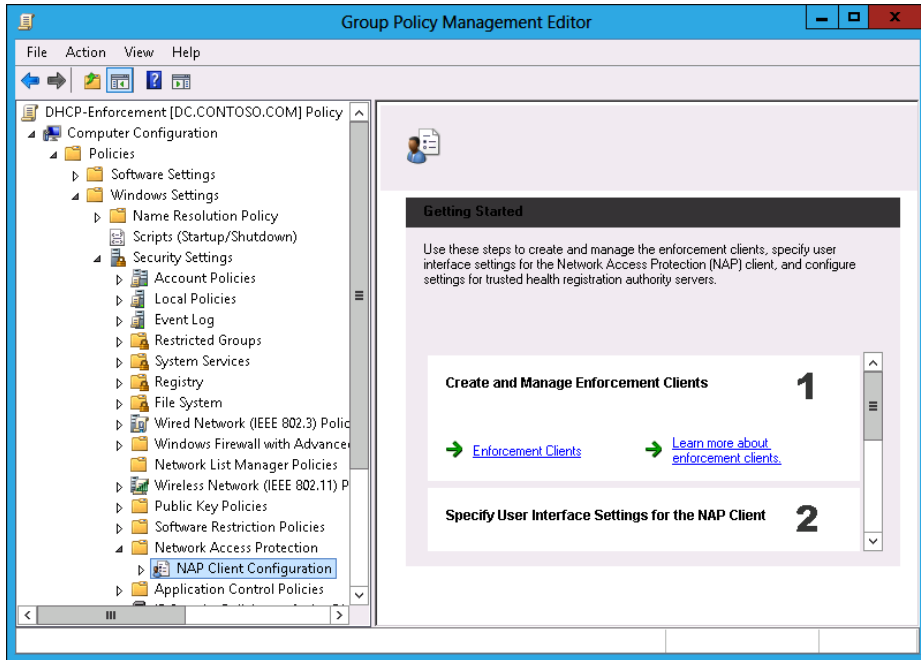 Group Policy Management Editor
File Action View Help
DHCP-Enforcement [DC.CONTOSO.COM] Policy
Computer Configuration
Policies
Software Settings
Windows Settings
Name Resolution Policy
Scripts (Startup/Shutdown)
Security Settings
Account Policies
Local Policies
Event Log
Restricted Groups
System Services
Registry
File System
Wired Network (IEEE 802.3) Polic
Windows Firewall with Advance
Network List Manager Policies
Wireless Network (IEEE 802.11) P
Public Key Policies
Software Restriction Policies
Network Access Protection
NAP Client Configuration
Application Control Policies
Getting Started
Use these steps to create and manage the enforcement clients, specify user
interface settings for the Network Access Protection (NAP) client, and configure
settings for trusted health registration authority servers.
Create and Manage Enforcement Clients 1
Enforcement Clients
Learn more about
enforcement clients.
Specify User Interface Settings for the NAP Client 2